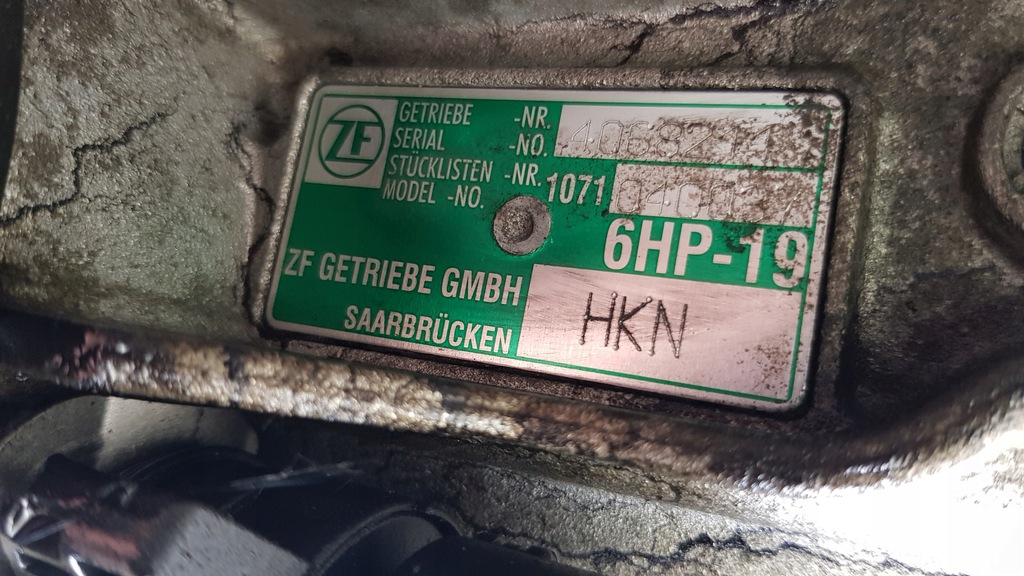 ZF
GETRIEBE -NR.
SERIAL -NO.
STÜCKLISTEN -NR.
MODEL -NO. 1071
6HP-19
ZF GETRIEBE GMBH
SAARBRÜCKEN
HKN